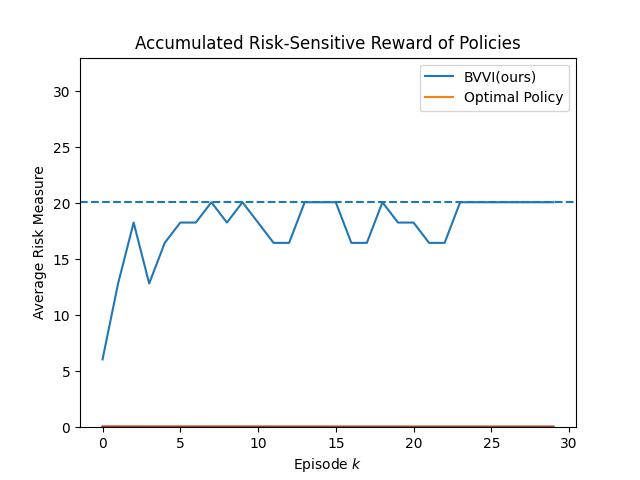 Accumulated Risk-Sensitive Reward of Policies
BVVI(ours)
Optimal Policy
Average Risk Measure
30
25
20
15
10
5
0
0 5 10 15 20 25 30
Episode k